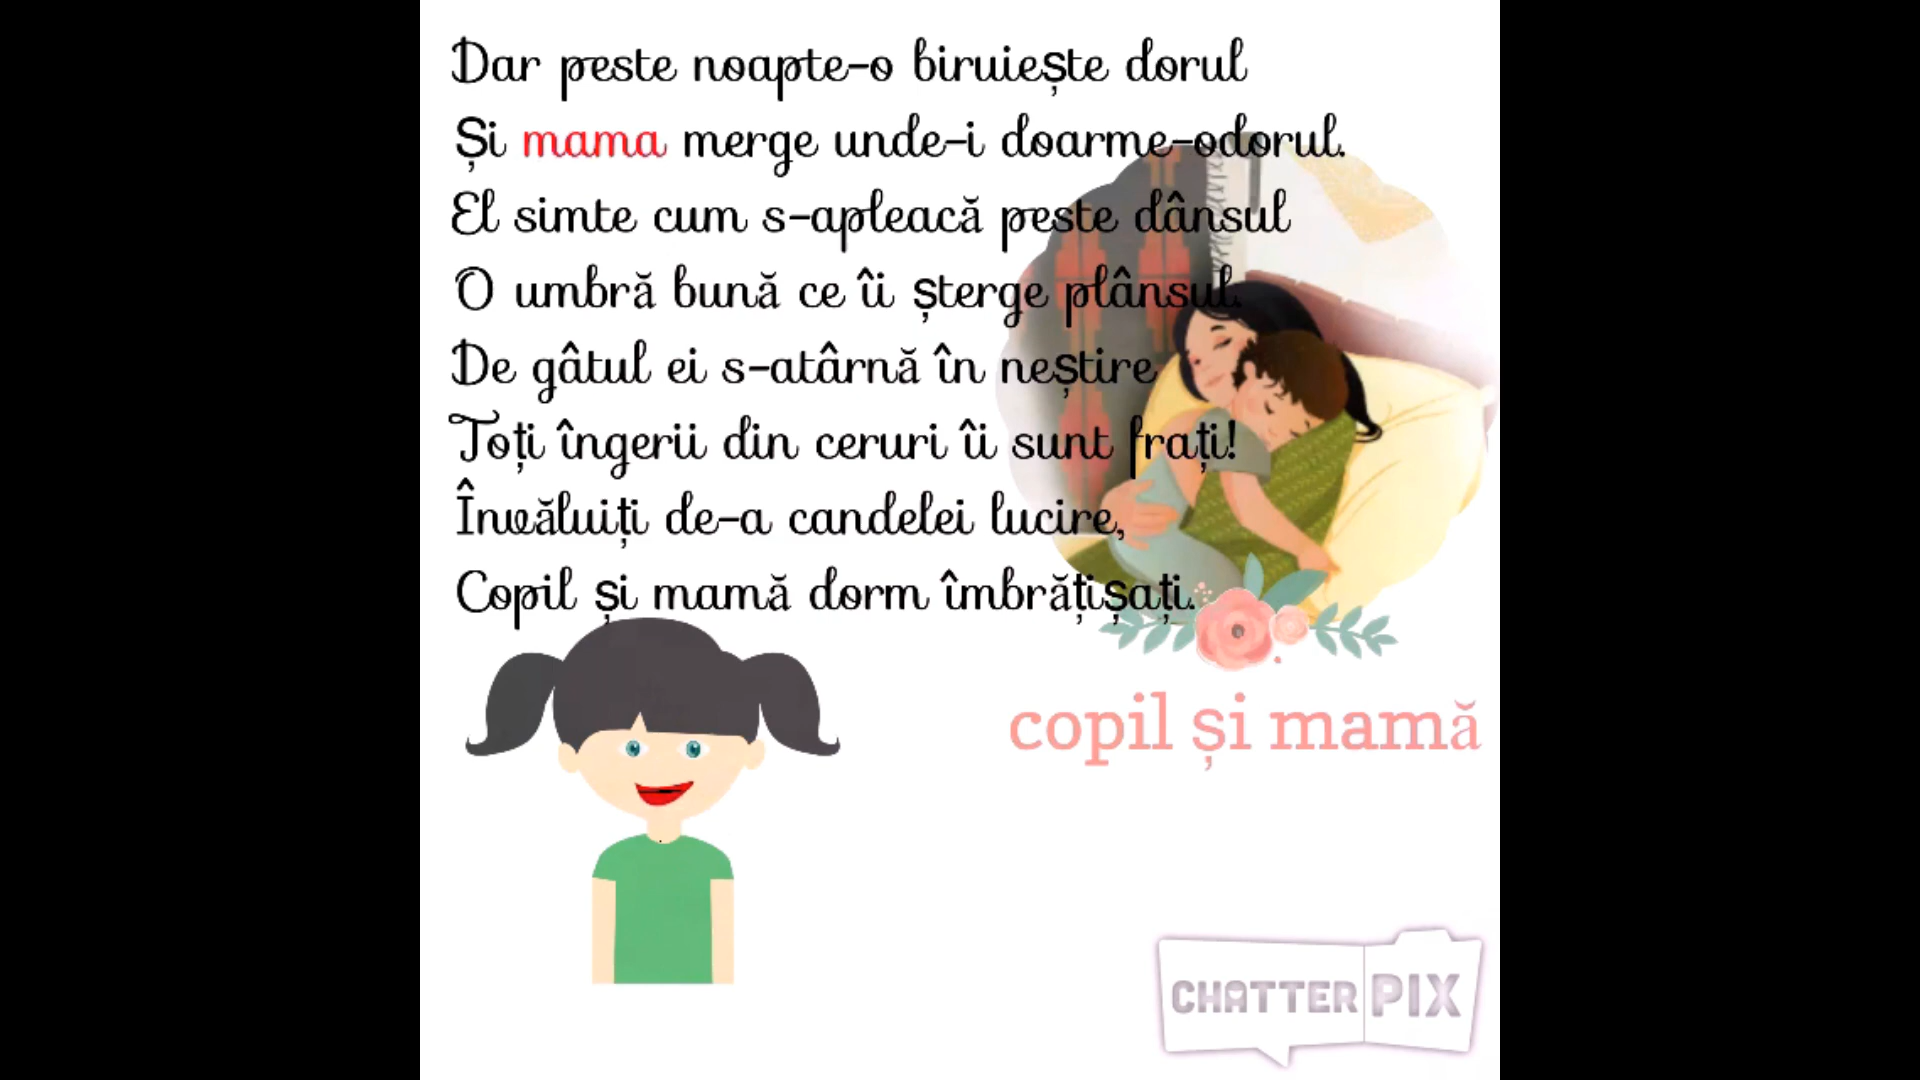 Dar peste noapte-o biruiește dorul
Și mama merge unde-i doarme-odorul.
El simte cum s-apleacă peste dânsul
O umbră bună ce îi șterge plânsul.
De gâtul ei s-atârnă în neștire
Toți îngerii din ceruri îi sunt frați!
Învăluiți de-a candelei lucire,
Copil și mamă dorm îmbrățișați.
copil și mamă
CHATTER PIX